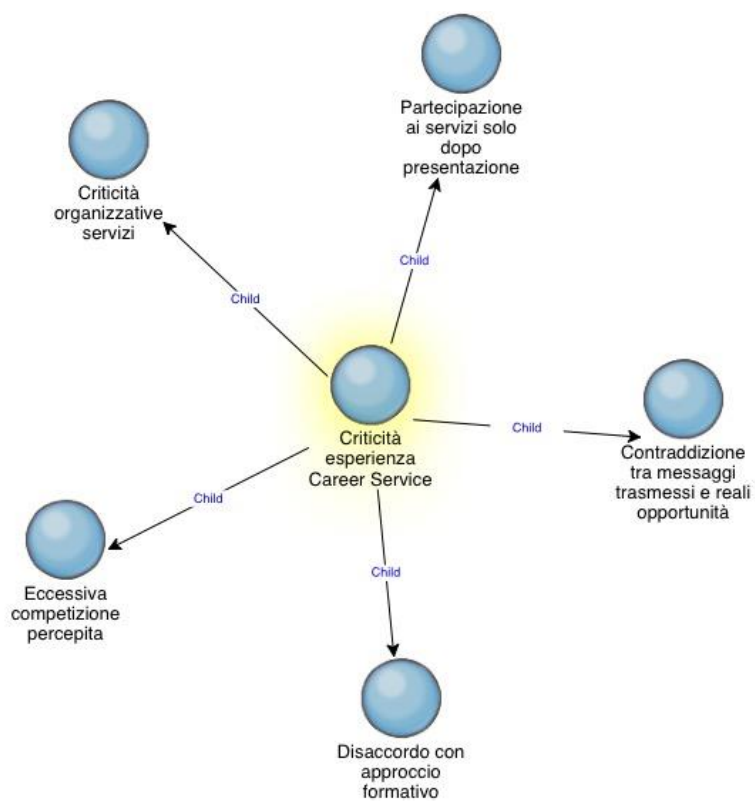 Partecipazione
ai servizi solo
dopo
presentazione
Criticità
organizzative
servizi
Child
Child
Criticità
esperienza
Career Service
Child
Contraddizione
tra messaggi
trasmessi e reali
opportunità
Child
Eccessiva
competizione
percepita
Child
Disaccordo con
approccio
formativo